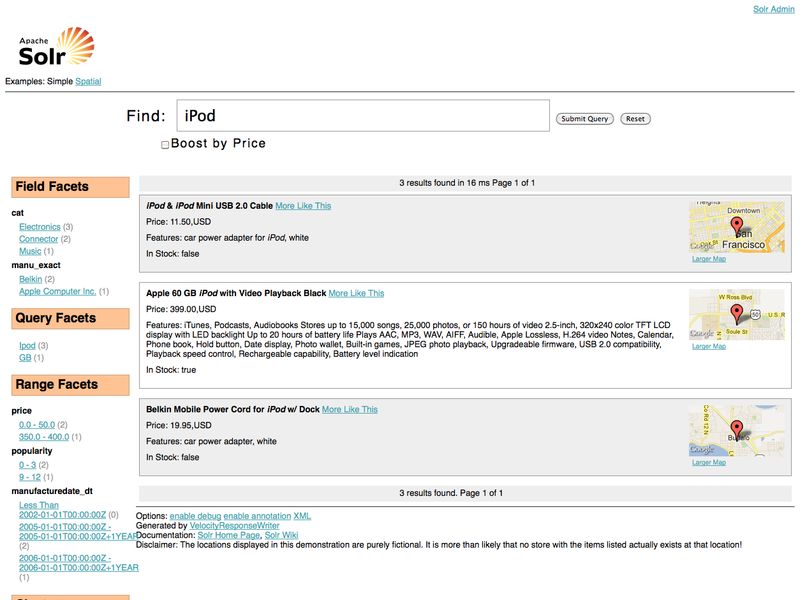 Solr Admin
Apache
Solr
Examples: Simple Spatial
Find: iPod
Submit Query
Reset
Boost by Price
Field Facets
cat
Electronics (3)
Connector (2)
Music (1)
manu_exact
Belkin (2)
Apple Computer Inc. (1)
Query Facets
Ipod (3)
GB (1)
Range Facets
price
0.0 - 50.0 (2)
350.0 - 400.0 (1)
popularity
0 - 3 (2)
9 - 12 (1)
manufacturedate_dt
Less Than
2002-01-01T00:00:00Z (0)
2005-01-01T00:00:00Z -
2005-01-01T00:00:00Z+1YEAR
(2)
2006-01-01T00:00:00Z -
2006-01-01T00:00:00Z+1YEAR
(1)
3 results found in 16 ms Page 1 of 1
iPod & iPod Mini USB 2.0 Cable More Like This
Price: 11.50,USD
Features: car power adapter for iPod, white
In Stock: false
Heights
Downtown
San
Francisco
Google
Larger Map
Apple 60 GB iPod with Video Playback Black More Like This
Price: 399.00,USD
Features: iTunes, Podcasts, Audiobooks Stores up to 15,000 songs, 25,000 photos, or 150 hours of video 2.5-inch, 320x240 color TFT LCD
display with LED backlight Up to 20 hours of battery life Plays AAC, MP3, WAV, AIFF, Audible, Apple Lossless, H.264 video Notes, Calendar,
Phone book, Hold button, Date display, Photo wallet, Built-in games, JPEG photo playback, Upgradeable firmware, USB 2.0 compatibility,
Playback speed control, Rechargeable capability, Battery level indication
In Stock: true
W Ross Blvd
50
U.S. R
Soule St
Google
Larger Map
Belkin Mobile Power Cord for iPod w/ Dock More Like This
Price: 19.95,USD
Features: car power adapter, white
In Stock: false
Co Rd 12 N
Buffalo
Google
Larger Map
3 results found. Page 1 of 1
Options: enable debug enable annotation XML
Generated by VelocityResponseWriter
Documentation: Solr Home Page, Solr Wiki
Disclaimer: The locations displayed in this demonstration are purely fictional. It is more than likely that no store with the items listed actually exists at that location!